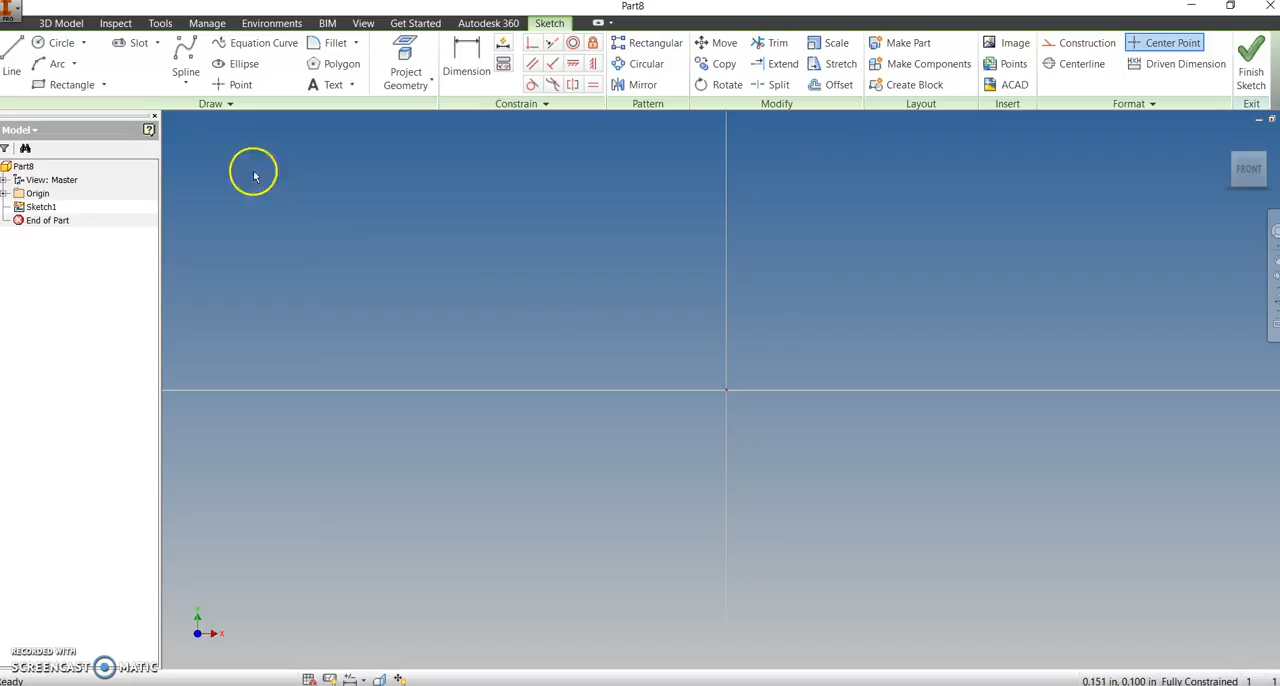 Part8
PRO
3D Model Inspect Tools Manage Environments BIM View Get Started Autodesk 360 Sketch
Line Circle Arc Rectangle Slot Spline Equation Curve Ellipse Point Fillet Polygon Text Project Geometry Dimension Rectangular Circular Mirror Move Copy Rotate Trim Extend Split Scale Stretch Offset Make Part Make Components Create Block Image Points ACAD Construction Centerline Center Point Driven Dimension Finish Sketch
Draw Constrain Pattern Modify Layout Insert Format Exit
Model
Part8
View: Master
Origin
Sketch1
End of Part
FRONT
Y
X
RECORDED WITH
SCREENCAST MATIC
Ready
0.151 in, 0.100 in Fully Constrained 1 1